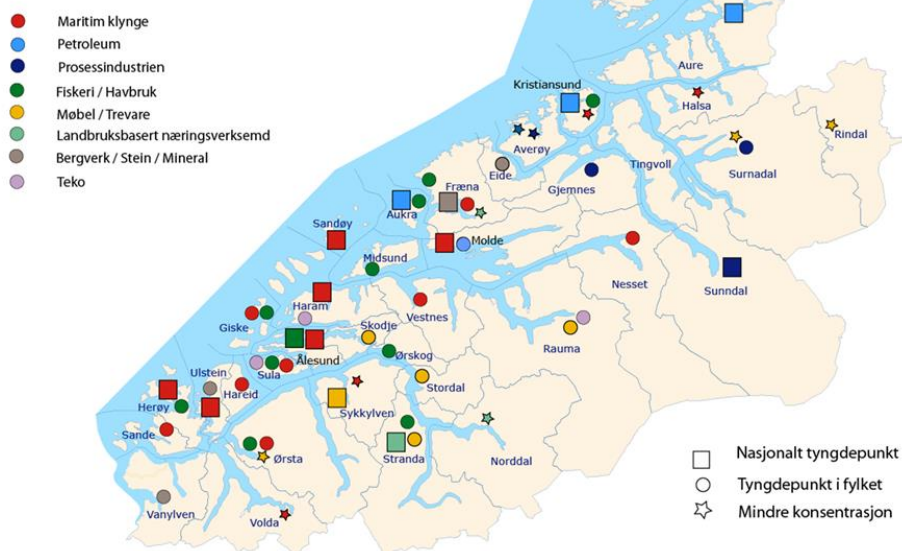 Maritim klynge
Petroleum
Prosessindustrien
Fiskeri / Havbruk
Møbel / Trevare
Landbruksbasert næringsverksemd
Bergverk / Stein / Mineral
Teko
Aure
Kristiansund
Halsa
Rindal
Averøy
Tingvoll
Surnadal
Eide
Gjemnes
Fræna
Aukra
Sandøy
Molde
Midsund
Nesset
Sunndal
Haram
Vestnes
Giske
Skodje
Rauma
Ålesund
Ørskog
Ulstein
Sula
Stordal
Hareid
Herøy
Sykkylven
Sande
Ørsta
Stranda
Norddal
Vanylven
Volda
Nasjonalt tyngdepunkt
Tyngdepunkt i fylket
Mindre konsentrasjon